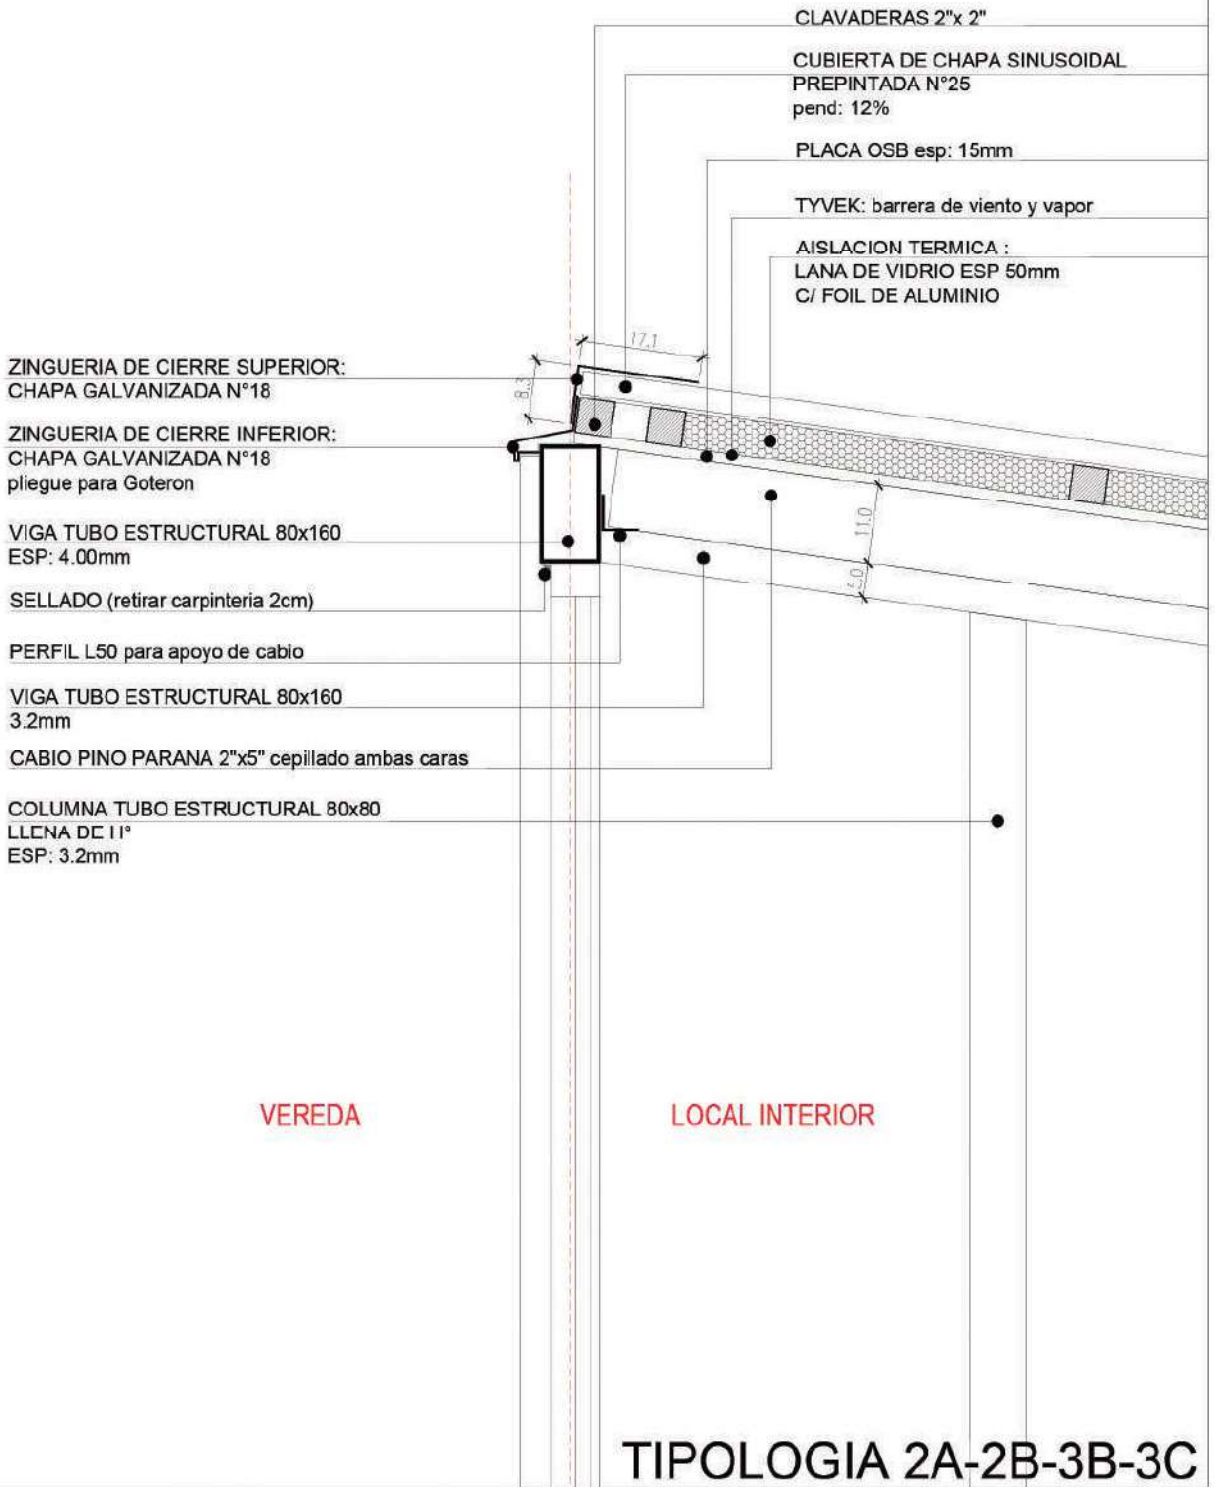 CLAVADERAS 2"x 2"
CUBIERTA DE CHAPA SINUSOIDAL
PREPINTADA N°25
pend: 12%
PLACA OSB esp: 15mm
TYVEK: barrera de viento y vapor
AISLACION TERMICA :
LANA DE VIDRIO ESP 50mm
C/ FOIL DE ALUMINIO
17,1
8,3
ZINGUERIA DE CIERRE SUPERIOR:
CHAPA GALVANIZADA N°18
ZINGUERIA DE CIERRE INFERIOR:
CHAPA GALVANIZADA N°18
pliegue para Goteron
VIGA TUBO ESTRUCTURAL 80x160
ESP: 4.00mm
11,0
SELLADO (retirar carpinteria 2cm)
PERFIL L50 para apoyo de cabio
VIGA TUBO ESTRUCTURAL 80x160
3.2mm
CABIO PINO PARANA 2"x5" cepillado ambas caras
COLUMNA TUBO ESTRUCTURAL 80x80
LLENA DE
ESP: 3.2mm
VEREDA
LOCAL INTERIOR
TIPOLOGIA 2A-2B-3B-3C